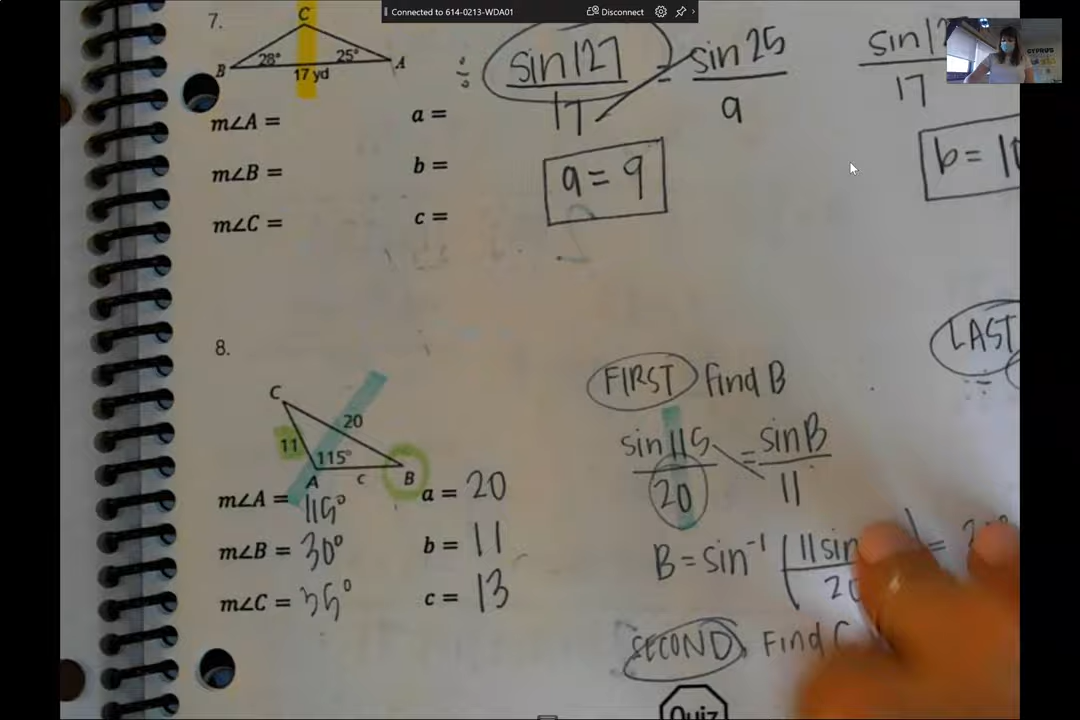 Connected to 614-0213-WDA01
Disconnect
7.
C
28°
25°
B
A
17 yd
m∠A =
a =
m∠B =
b =
m∠C =
c =
÷
sin127 / 17 = sin 25 / a
a = 9
17
8.
C
20
11
115°
A
c
B
m∠A = 115°
a = 20
m∠B = 30°
b = 11
m∠C = 35°
c = 13
FIRST find B
sin 115 / 20 = sin B / 11
B = sin⁻¹ (
SECOND Find C
LAST
Quiz